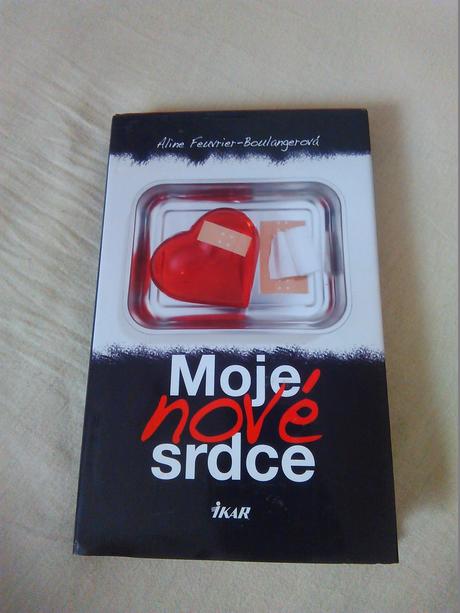 Aline Feuvrier-Boulangerová
Moje
nové
srdce
iKAR